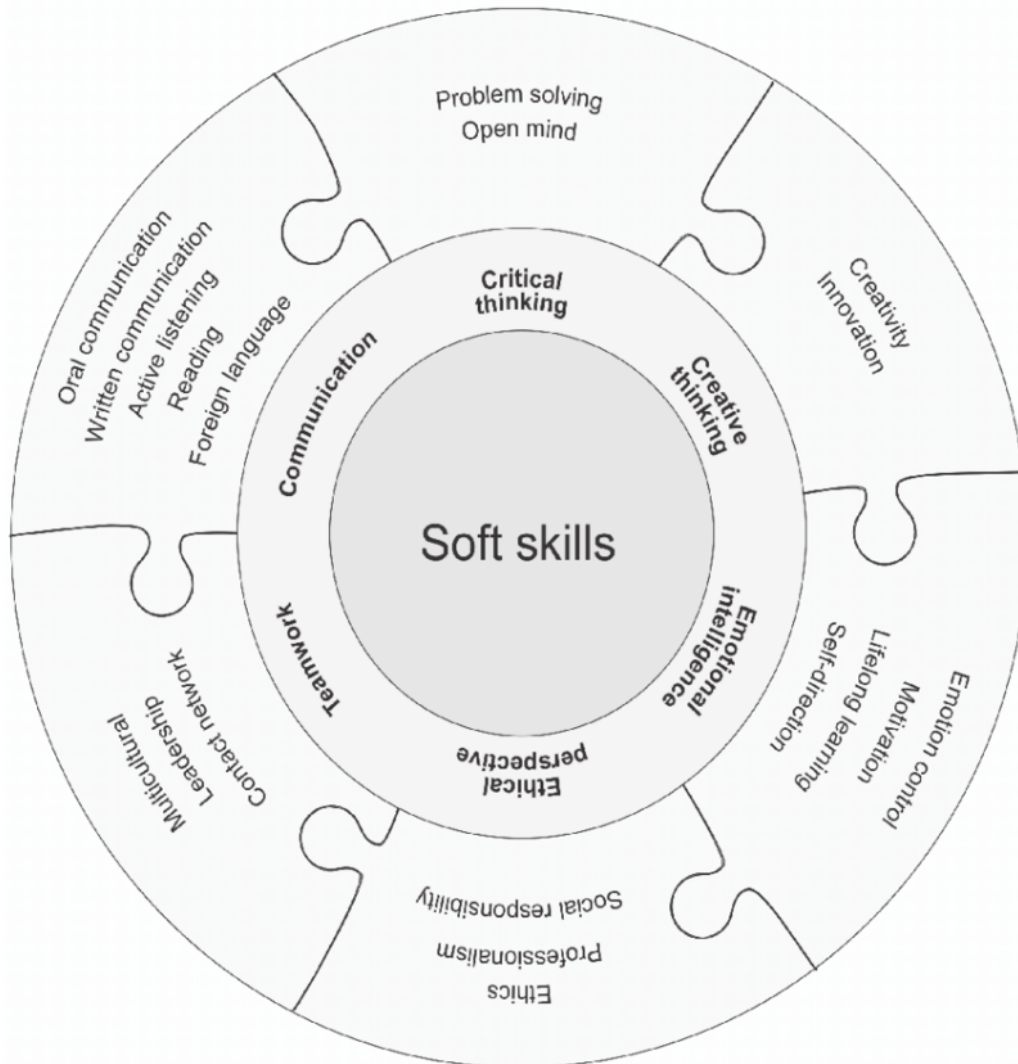 Problem solving
Open mind
Critical
thinking
Creativity
Innovation
Creative
thinking
Emotion control
Motivation
Lifelong learning
Self-direction
Emotional
intelligence
Ethical
perspective
Social responsibility
Professionalism
Ethics
Teamwork
Contact network
Leadership
Multicultural
Communication
Oral communication
Written communication
Active listening
Reading
Foreign language
Soft skills